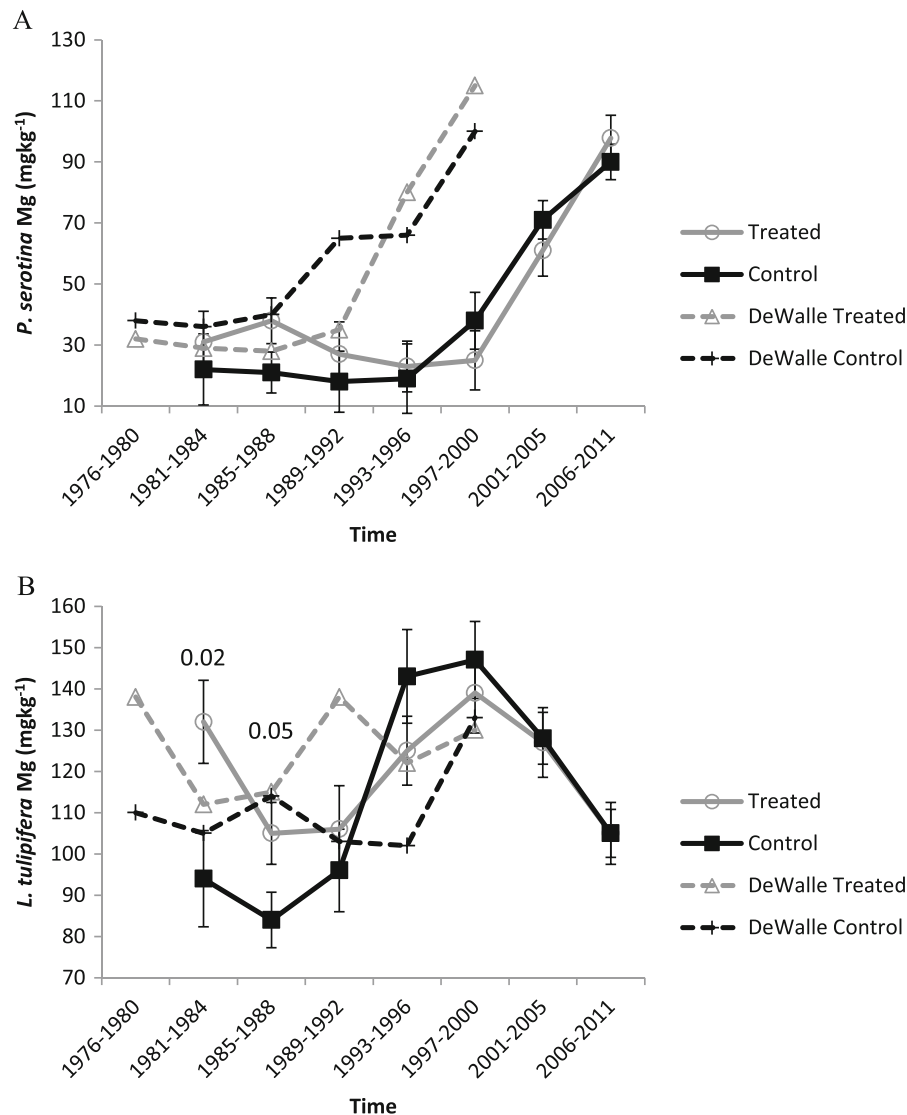 A
P. serotina Mg (mgkg⁻¹)
130
110
90
70
50
30
10
1976-1980
1981-1984
1985-1988
1989-1992
1993-1996
1997-2000
2001-2005
2006-2011
Time
Treated
Control
DeWalle Treated
DeWalle Control
B
L. tulipifera Mg (mgkg⁻¹)
160
150
140
130
120
110
100
90
80
70
0.02
0.05
1976-1980
1981-1984
1985-1988
1989-1992
1993-1996
1997-2000
2001-2005
2006-2011
Time
Treated
Control
DeWalle Treated
DeWalle Control